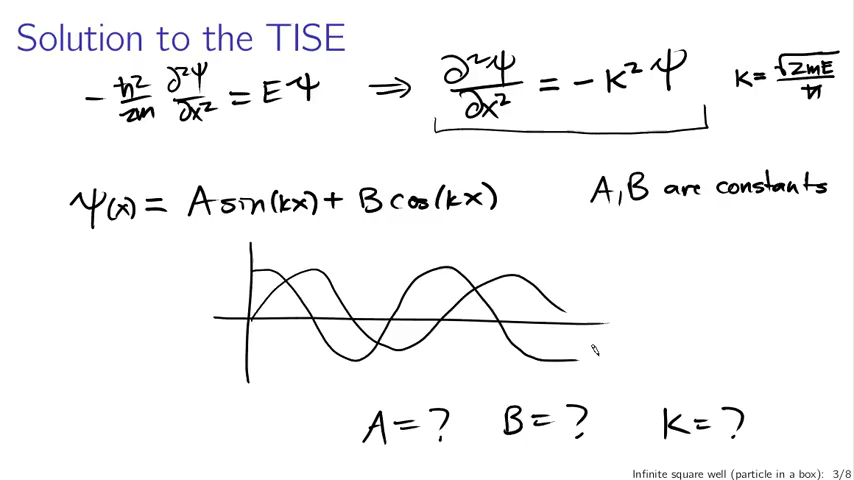 Solution to the TISE
-ħ²/2m ∂²Ψ/∂x² = EΨ ⇒ ∂²Ψ/∂x² = -K²Ψ K = √2mE/ħ
Ψ(x) = A sin(kx) + B cos(kx) A, B are constants
A = ? B = ? K = ?
Infinite square well (particle in a box): 3/8